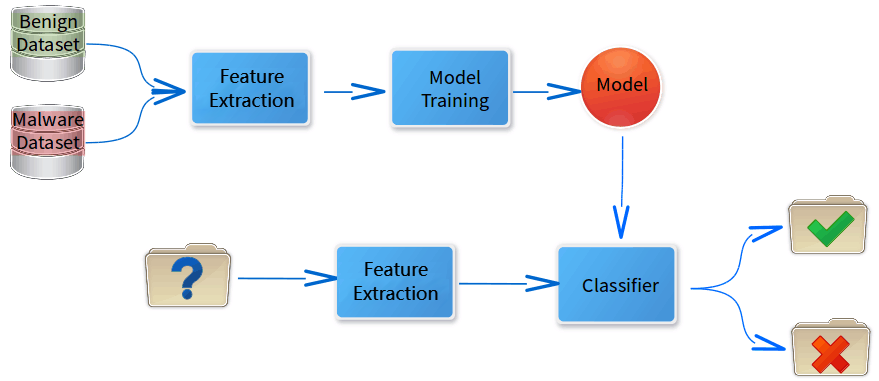 Benign
Dataset
Feature
Extraction
Model
Training
Model
Malware
Dataset
?
Feature
Extraction
Classifier